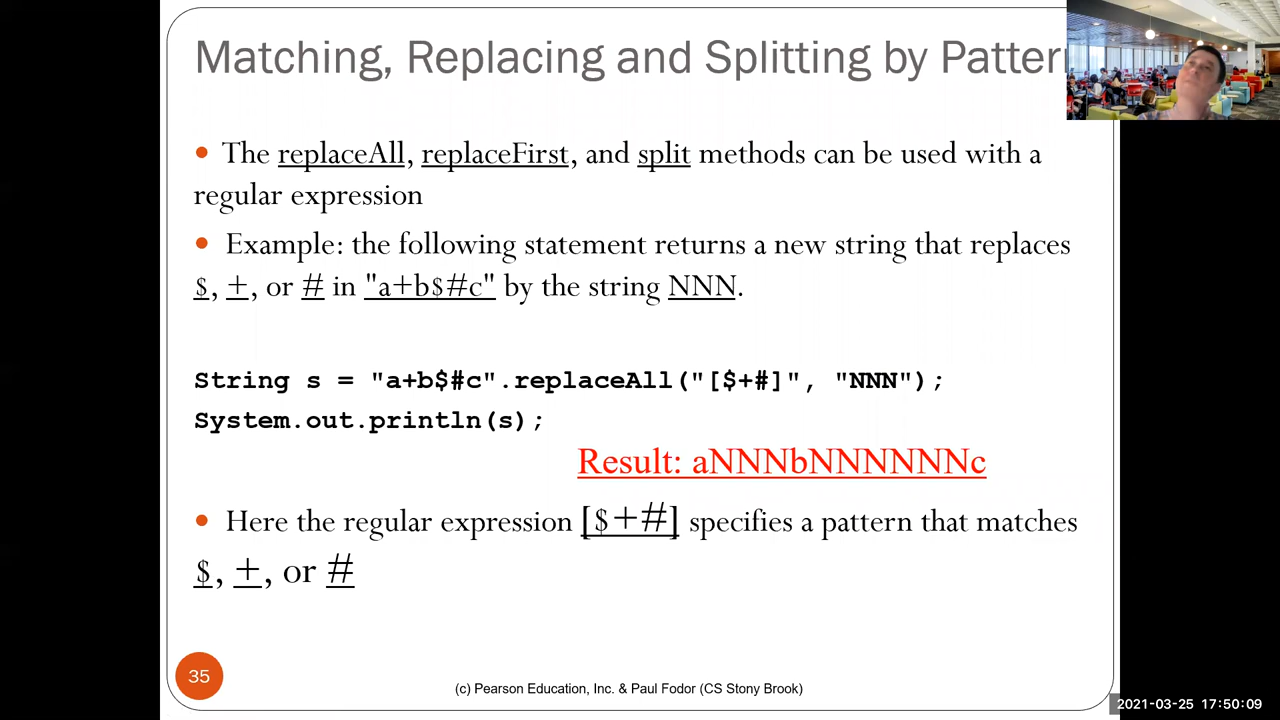 Matching, Replacing and Splitting by Patter
• The replaceAll, replaceFirst, and split methods can be used with a
regular expression
• Example: the following statement returns a new string that replaces
$, +, or # in "a+b$#c" by the string NNN.
String s = "a+b$#c".replaceAll("[$+#]", "NNN");
System.out.println(s);
Result: aNNNbNNNNNNc
• Here the regular expression [$+#] specifies a pattern that matches
$, +, or #
35
(c) Pearson Education, Inc. & Paul Fodor (CS Stony Brook)
2021-03-25 17:50:09